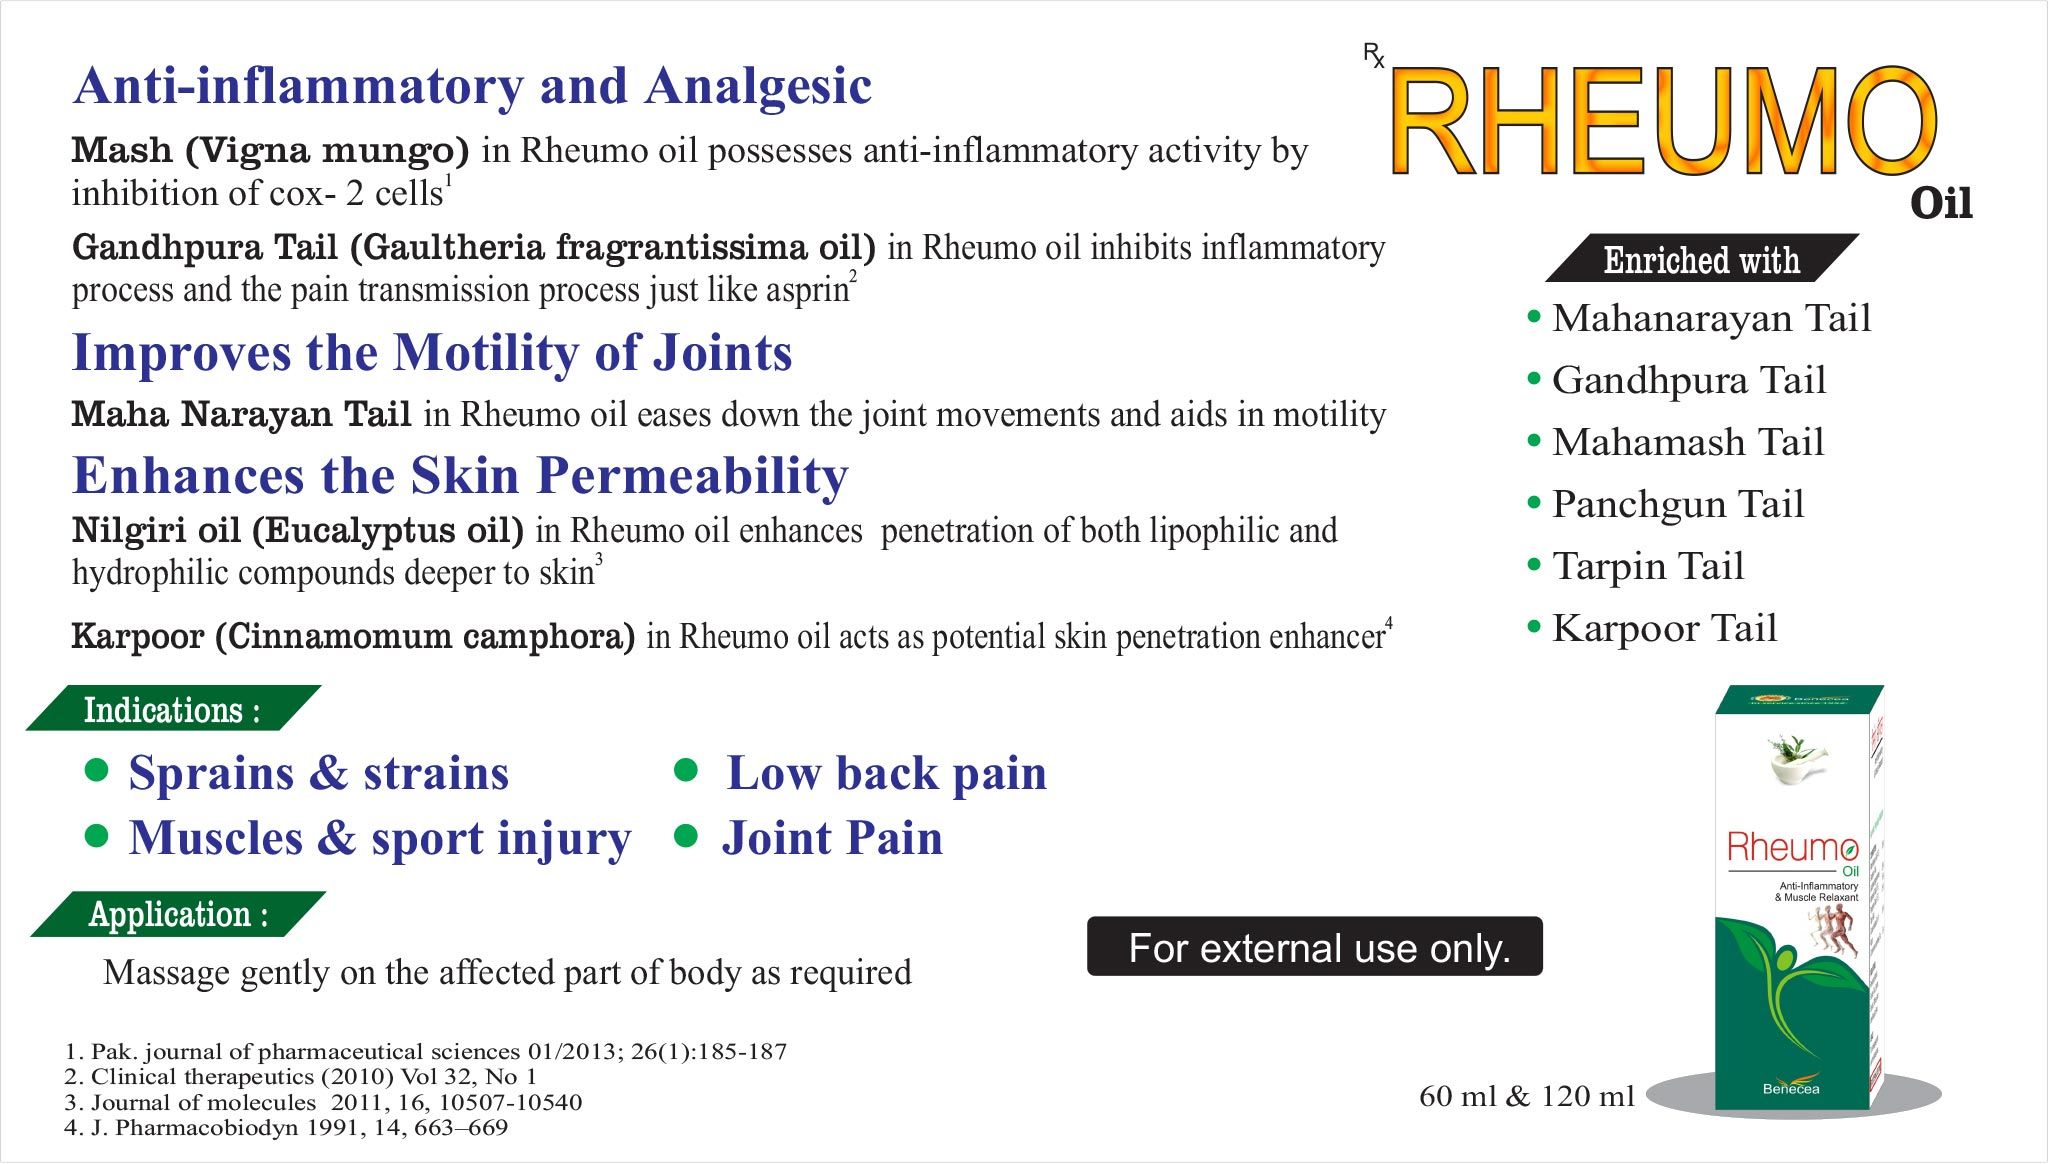 Anti-inflammatory and Analgesic
Mash (Vigna mungo) in Rheumo oil possesses anti-inflammatory activity by
inhibition of cox- 2 cells1
Gandhpura Tail (Gaultheria fragrantissima oil) in Rheumo oil inhibits inflammatory
process and the pain transmission process just like asprin2
Improves the Motility of Joints
Maha Narayan Tail in Rheumo oil eases down the joint movements and aids in motility
Enhances the Skin Permeability
Nilgiri oil (Eucalyptus oil) in Rheumo oil enhances penetration of both lipophilic and
hydrophilic compounds deeper to skin3
Karpoor (Cinnamomum camphora) in Rheumo oil acts as potential skin penetration enhancer4
Rx
RHEUMO
Oil
Enriched with
• Mahanarayan Tail
• Gandhpura Tail
• Mahamash Tail
• Panchgun Tail
• Tarpin Tail
• Karpoor Tail
Indications :
• Sprains & strains
• Low back pain
• Muscles & sport injury
• Joint Pain
Application :
Massage gently on the affected part of body as required
For external use only.
1. Pak. journal of pharmaceutical sciences 01/2013; 26(1):185-187
2. Clinical therapeutics (2010) Vol 32, No 1
3. Journal of molecules 2011, 16, 10507-10540
4. J. Pharmacobiodyn 1991, 14, 663–669
60 ml & 120 ml
Benecea
Rheumo
Oil
Anti-Inflammatory
& Muscle Relaxant
Benecea